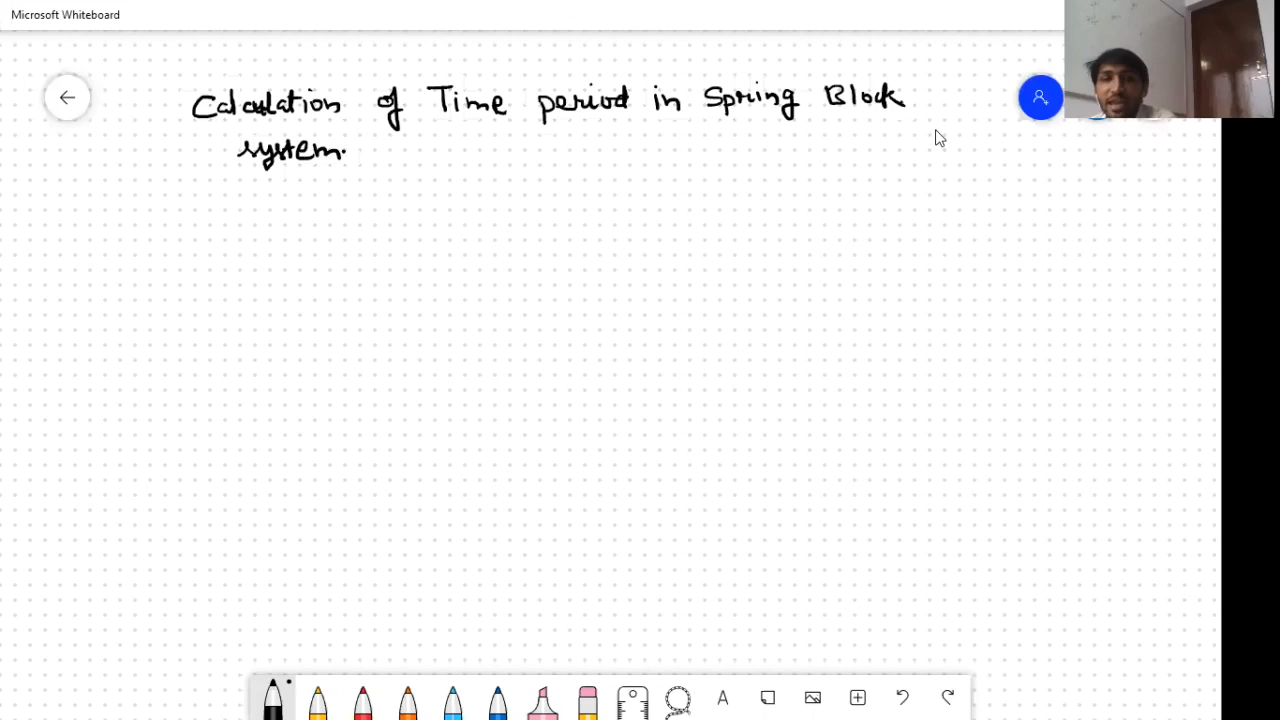 Microsoft Whiteboard
Calculation of Time period in Spring Block
system.
A